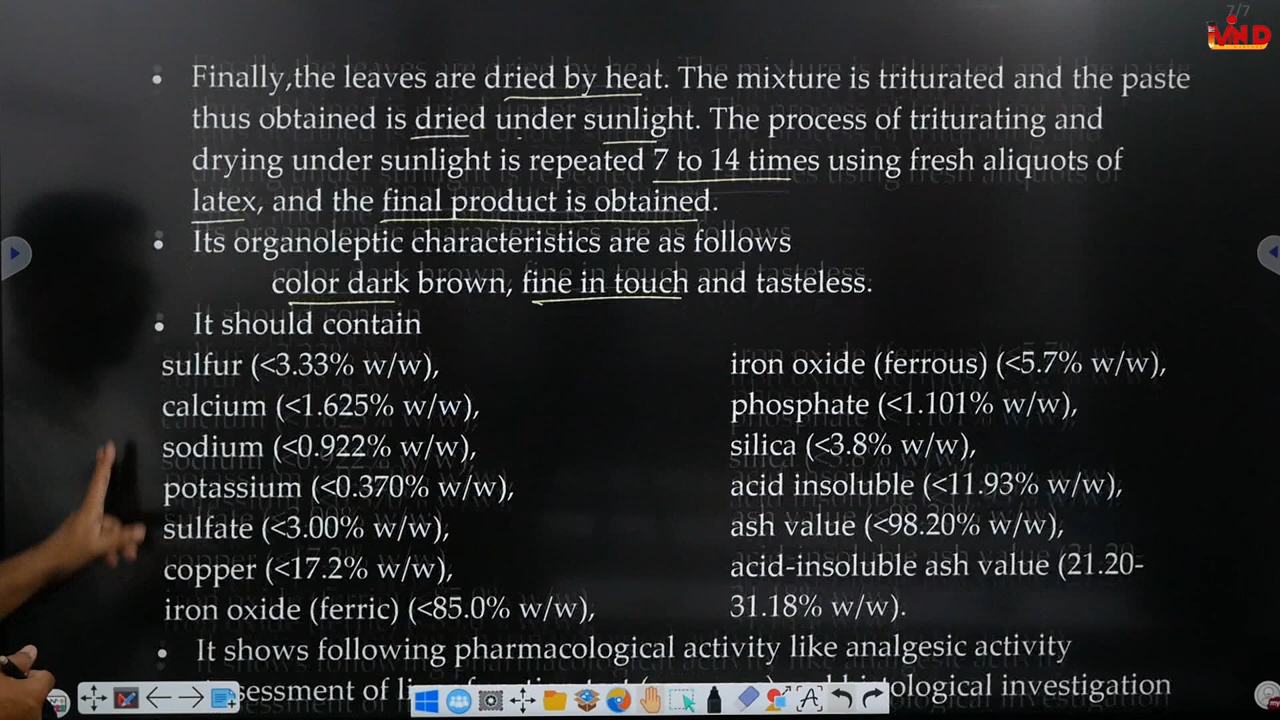 7/7
MIND
• Finally,the leaves are dried by heat. The mixture is triturated and the paste
thus obtained is dried under sunlight. The process of triturating and
drying under sunlight is repeated 7 to 14 times using fresh aliquots of
latex, and the final product is obtained.
• Its organoleptic characteristics are as follows
color dark brown, fine in touch and tasteless.
• It should contain
sulfur (<3.33% w/w),
calcium (<1.625% w/w),
sodium (<0.922% w/w),
potassium (<0.370% w/w),
sulfate (<3.00% w/w),
copper (<17.2% w/w),
iron oxide (ferric) (<85.0% w/w),
iron oxide (ferrous) (<5.7% w/w),
phosphate (<1.101% w/w),
silica (<3.8% w/w),
acid insoluble (<11.93% w/w),
ash value (<98.20% w/w),
acid-insoluble ash value (21.20-
31.18% w/w).
• It shows following pharmacological activity like analgesic activity
of investigation